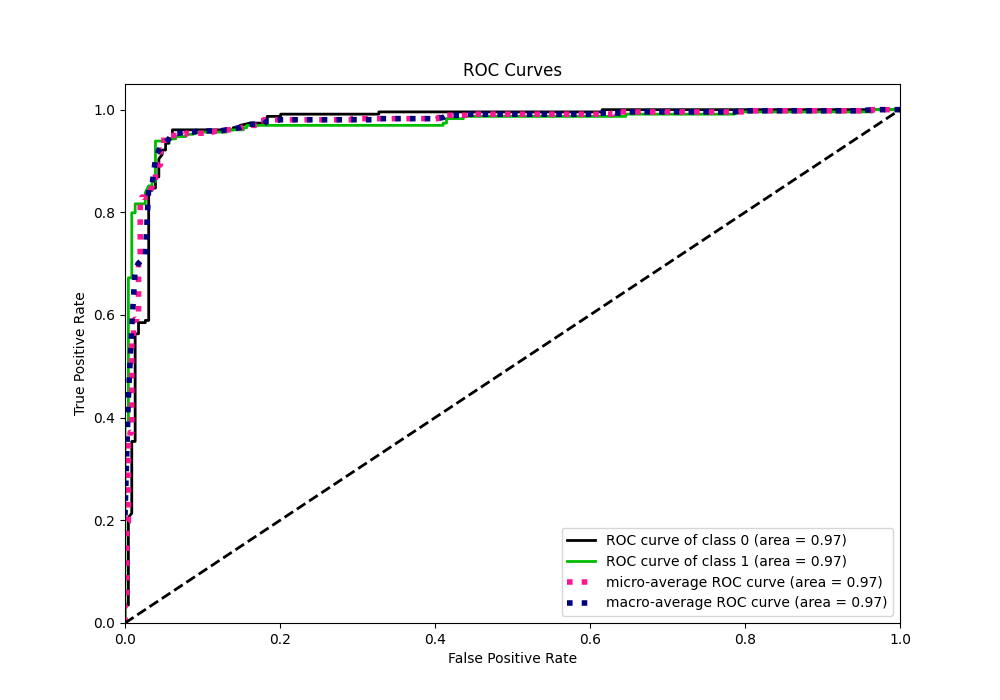 ROC Curves
1.0
0.8
0.6
0.4
0.2
0.0
True Positive Rate
0.0 0.2 0.4 0.6 0.8 1.0
False Positive Rate
ROC curve of class 0 (area = 0.97)
ROC curve of class 1 (area = 0.97)
micro-average ROC curve (area = 0.97)
macro-average ROC curve (area = 0.97)